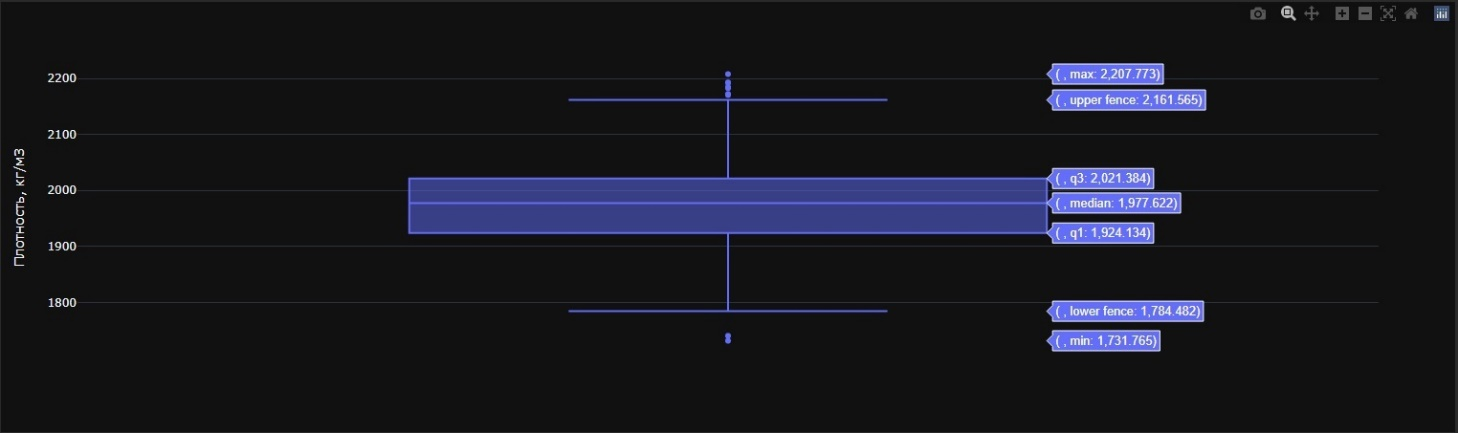 2200
2100
2000
1900
1800
Плотность, кг/м3
( , max: 2,207.773)
( , upper fence: 2,161.565)
( , q3: 2,021.384)
( , median: 1,977.622)
( , q1: 1,924.134)
( , lower fence: 1,784.482)
( , min: 1,731.765)